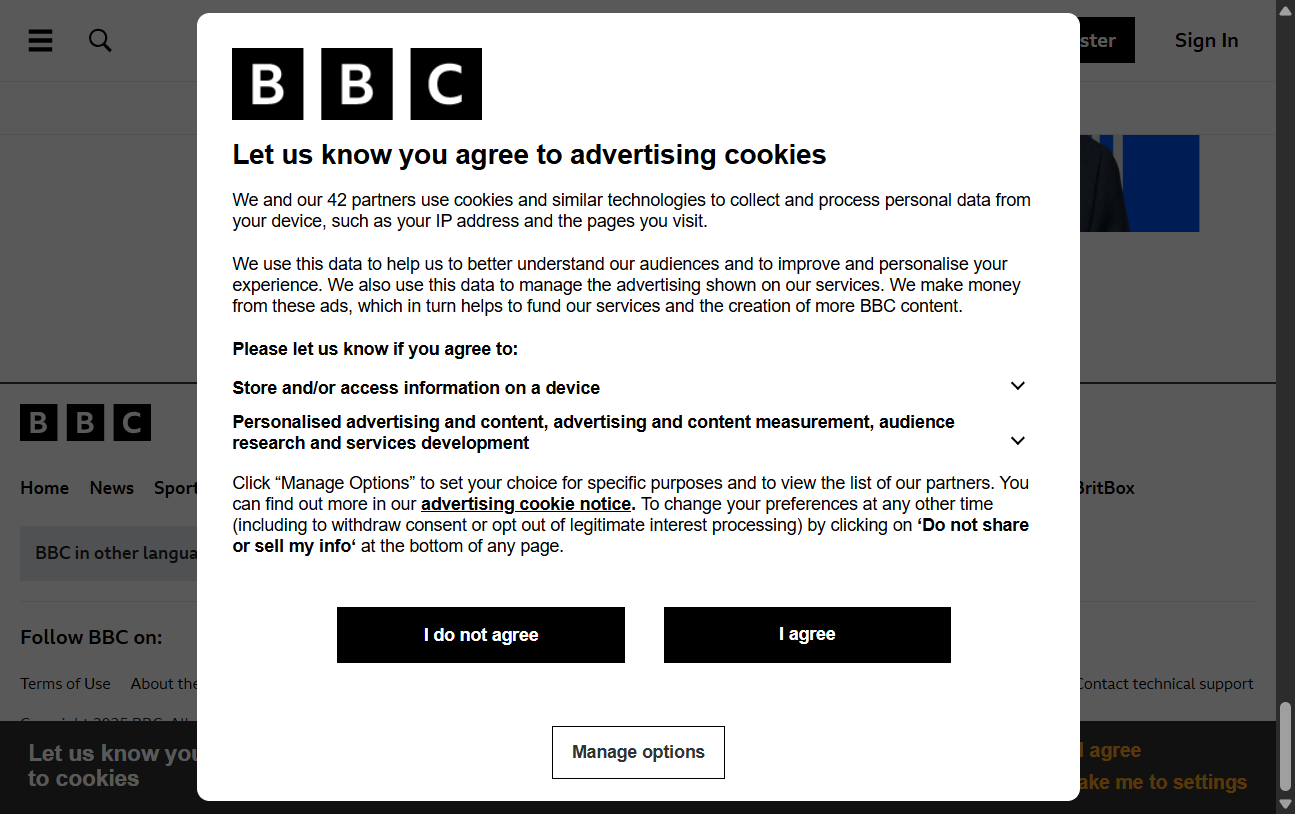 Sign In
B B C
Let us know you agree to advertising cookies
We and our 42 partners use cookies and similar technologies to collect and process personal data from
your device, such as your IP address and the pages you visit.
We use this data to help us to better understand our audiences and to improve and personalise your
experience. We also use this data to manage the advertising shown on our services. We make money
from these ads, which in turn helps to fund our services and the creation of more BBC content.
Please let us know if you agree to:
Store and/or access information on a device
Personalised advertising and content, advertising and content measurement, audience
research and services development
Click “Manage Options” to set your choice for specific purposes and to view the list of our partners. You
can find out more in our advertising cookie notice. To change your preferences at any other time
(including to withdraw consent or opt out of legitimate interest processing) by clicking on ‘Do not share
or sell my info‘ at the bottom of any page.
I do not agree
I agree
Manage options
B B C
Home News Sport
BritBox
BBC in other
Follow BBC on:
Terms of Use About
Contact technical support
Let us know
to cookies
agree
me to settings